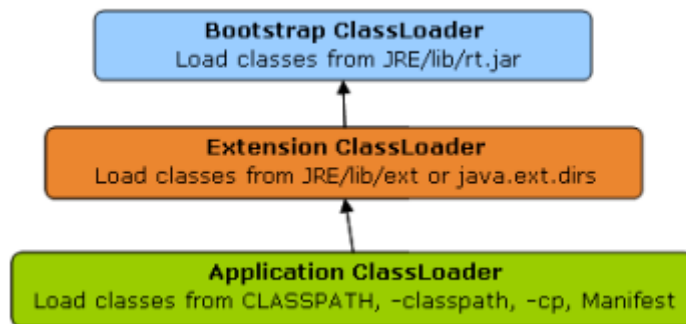 Bootstrap ClassLoader
Load classes from JRE/lib/rt.jar
Extension ClassLoader
Load classes from JRE/lib/ext or java.ext.dirs
Application ClassLoader
Load classes from CLASSPATH, -classpath, -cp, Manifest